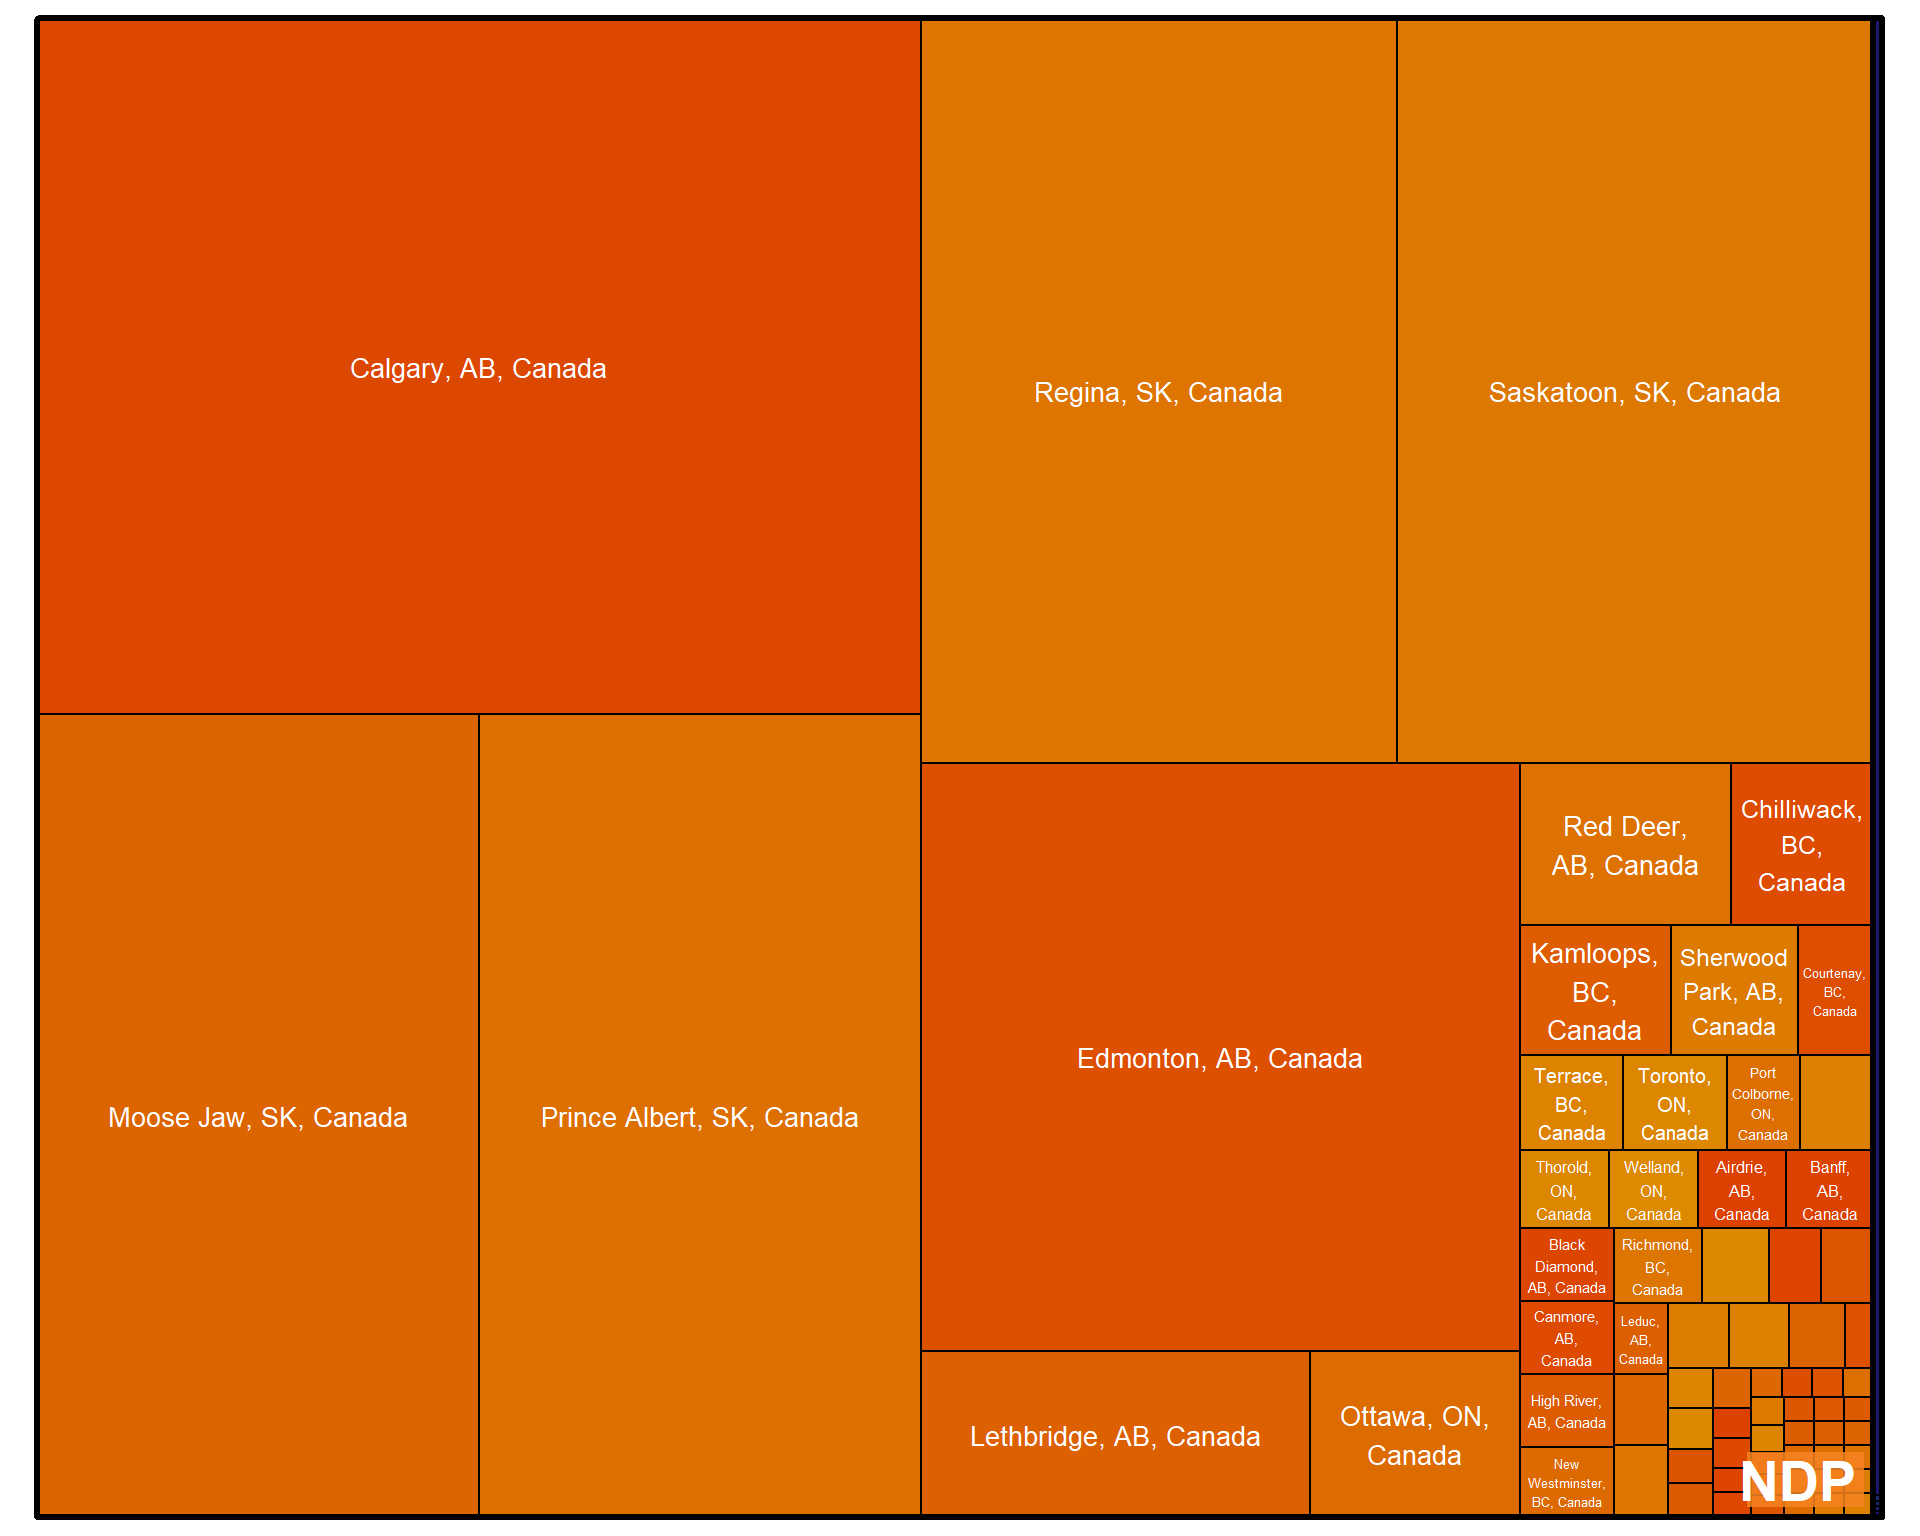 Calgary, AB, Canada
Regina, SK, Canada
Saskatoon, SK, Canada
Moose Jaw, SK, Canada
Prince Albert, SK, Canada
Edmonton, AB, Canada
Lethbridge, AB, Canada
Ottawa, ON,
Canada
Red Deer,
AB, Canada
Chilliwack,
BC,
Canada
Kamloops,
BC,
Canada
Sherwood
Park, AB,
Canada
Courtenay,
BC,
Canada
Terrace,
BC,
Canada
Toronto,
ON,
Canada
Port
Colborne,
ON,
Canada
Thorold,
ON,
Canada
Welland,
ON,
Canada
Airdrie,
AB,
Canada
Banff,
AB,
Canada
Black
Diamond,
AB, Canada
Richmond,
BC,
Canada
Canmore,
AB,
Canada
Leduc,
AB,
Canada
High River,
AB, Canada
New
Westminster,
BC, Canada
NDP